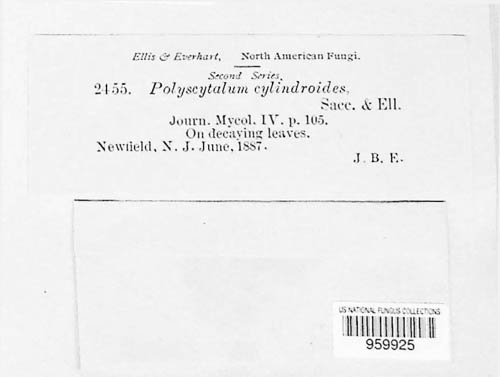 Ellis & Everhart, North American Fungi.
Second Series.
2455. Polyscytalum cylindroides,
Sacc. & Ell.
Journ. Mycol. IV. p. 105.
On decaying leaves.
Newfield, N. J. June, 1887.
J. B. E.
US NATIONAL FUNGUS COLLECTIONS
959925